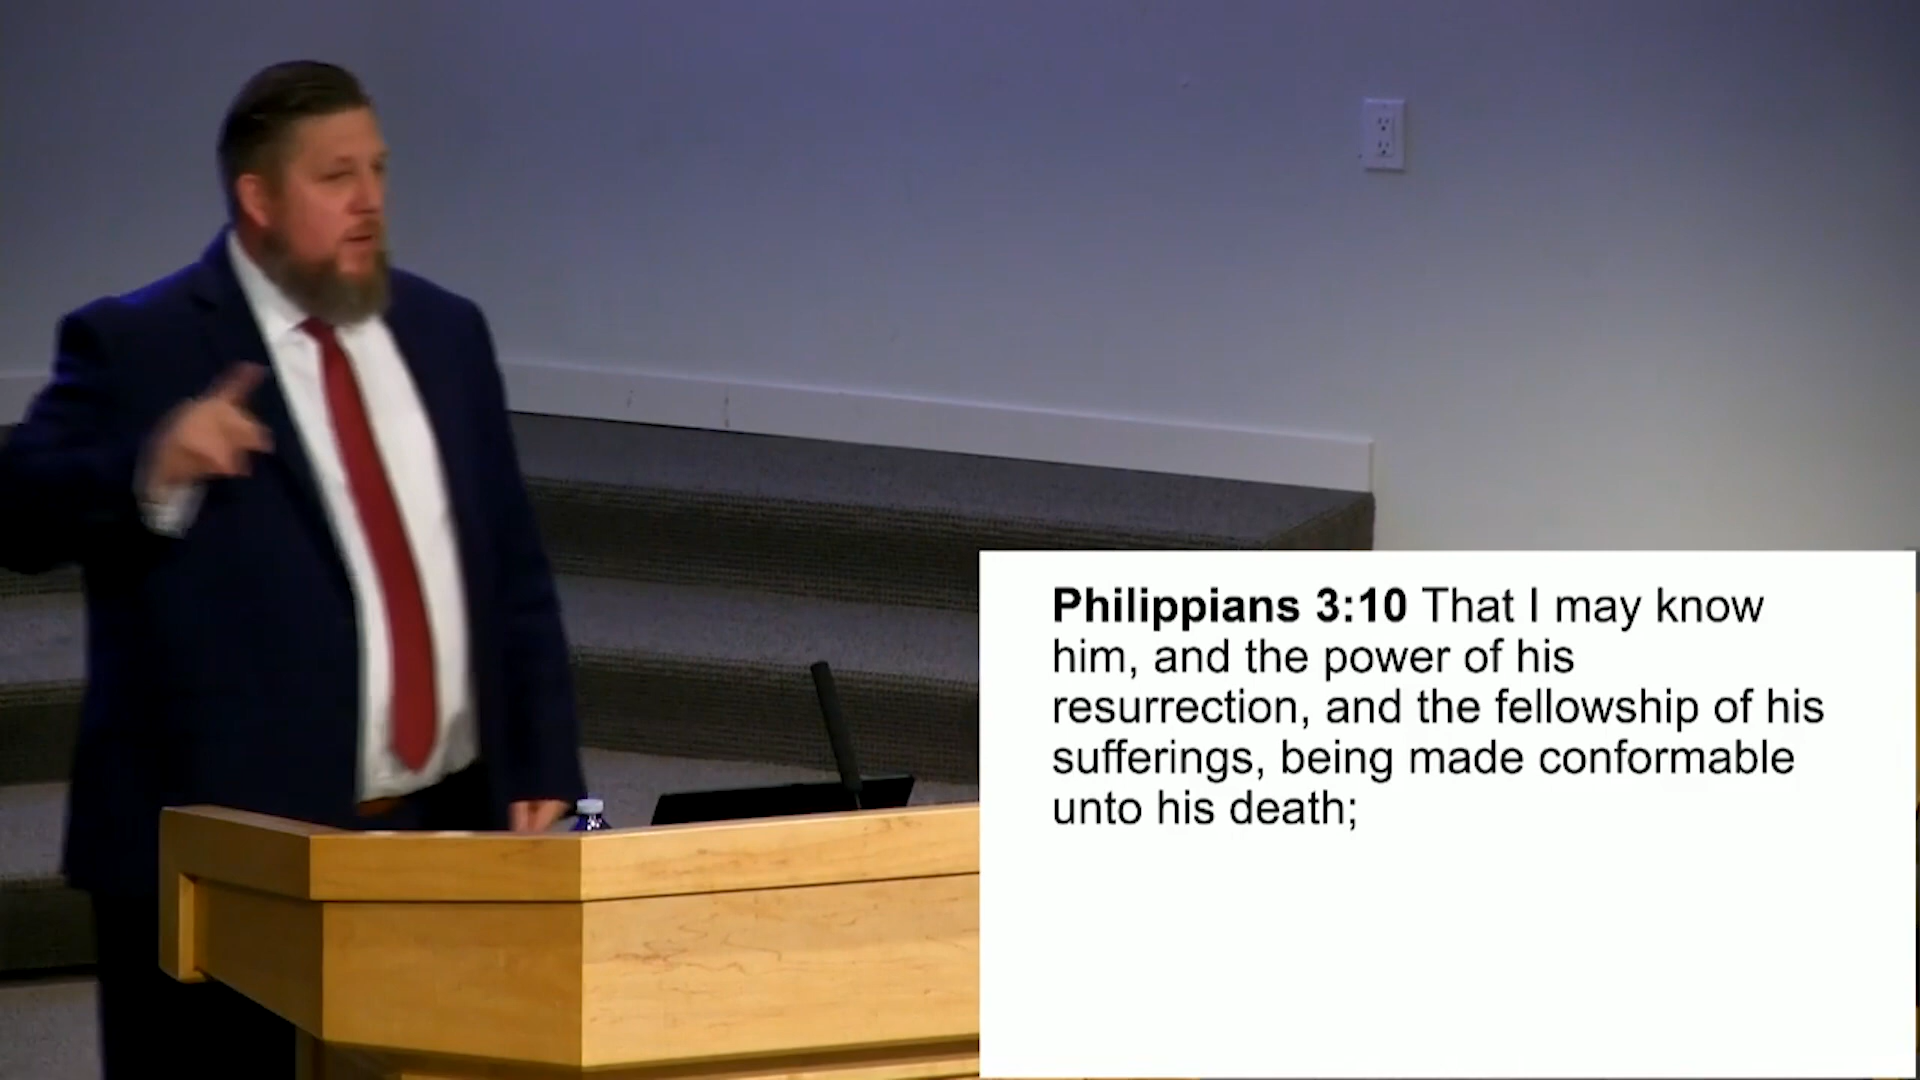 Philippians 3:10 That I may know
him, and the power of his
resurrection, and the fellowship of his
sufferings, being made conformable
unto his death;